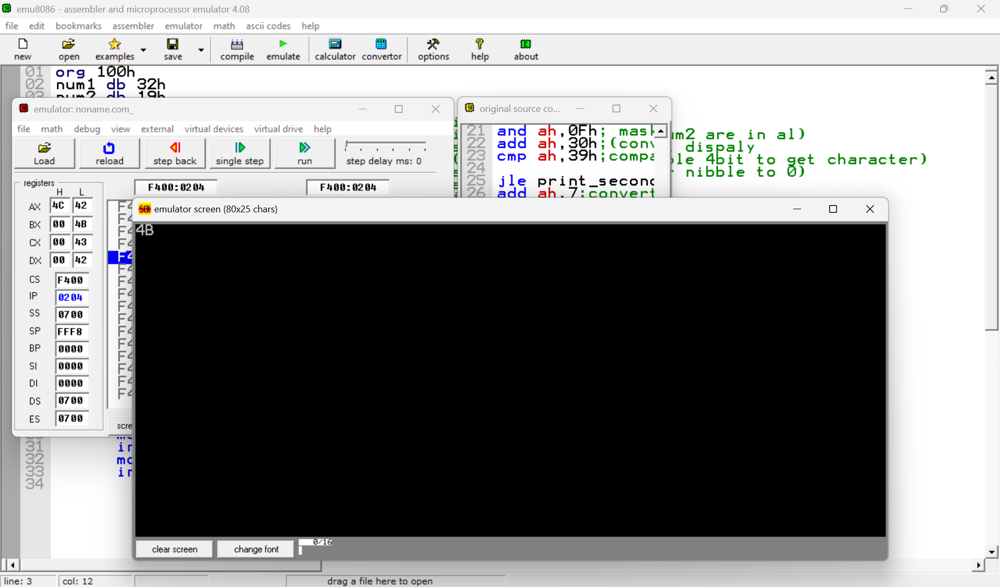 emu8086 - assembler and microprocessor emulator 4.08
file edit bookmarks assembler emulator math ascii codes help
new open examples save compile emulate calculator convertor options help about
01 org 100h
02 num1 db 32h
03 num2 db 19h
emulator: noname.com_
file math debug view external virtual devices virtual drive help
Load reload step back single step run step delay ms: 0
registers
F400:0204 F400:0204
H L
AX 4C 42
BX 00 4B
CX 00 43
DX 00 42
CS F400
IP 0204
SS 0700
SP FFF8
BP 0000
SI 0000
DI 0000
DS 0700
ES 0700
original source co...
21 and ah,0Fh; mask
22 add ah,30h;(conv
23 cmp ah,39h;compa
24
25 jle print_second
26 add ah,7;convert
um2 are in al)
dispaly
le 4bit to get character)
nibble to 0)
emulator screen (80x25 chars)
4B
clear screen change font 0/16
31
32
33
34
line: 3 col: 12 drag a file here to open